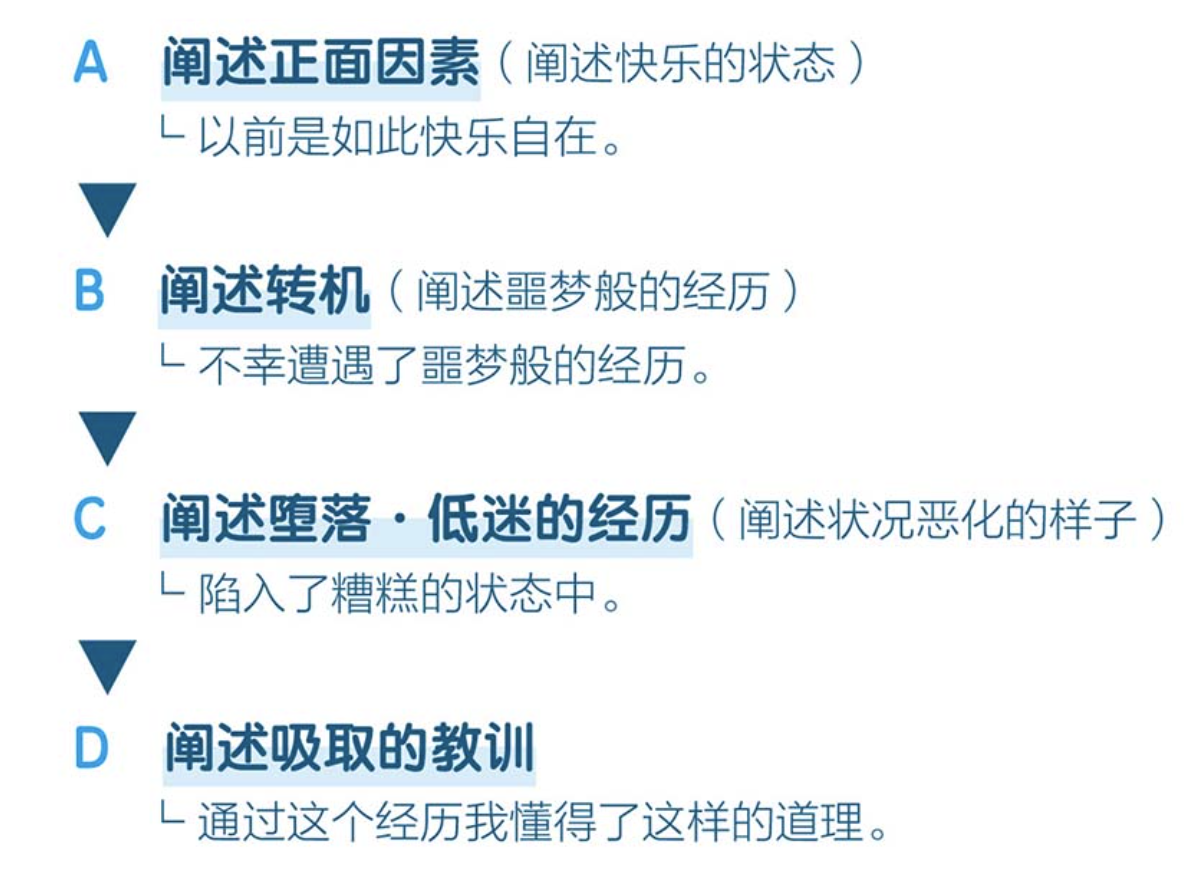 A 阐述正面因素（阐述快乐的状态）
└ 以前是如此快乐自在。
B 阐述转机（阐述噩梦般的经历）
└ 不幸遭遇了噩梦般的经历。
C 阐述堕落·低迷的经历（阐述状况恶化的样子）
└ 陷入了糟糕的状态中。
D 阐述吸取的教训
└ 通过这个经历我懂得了这样的道理。